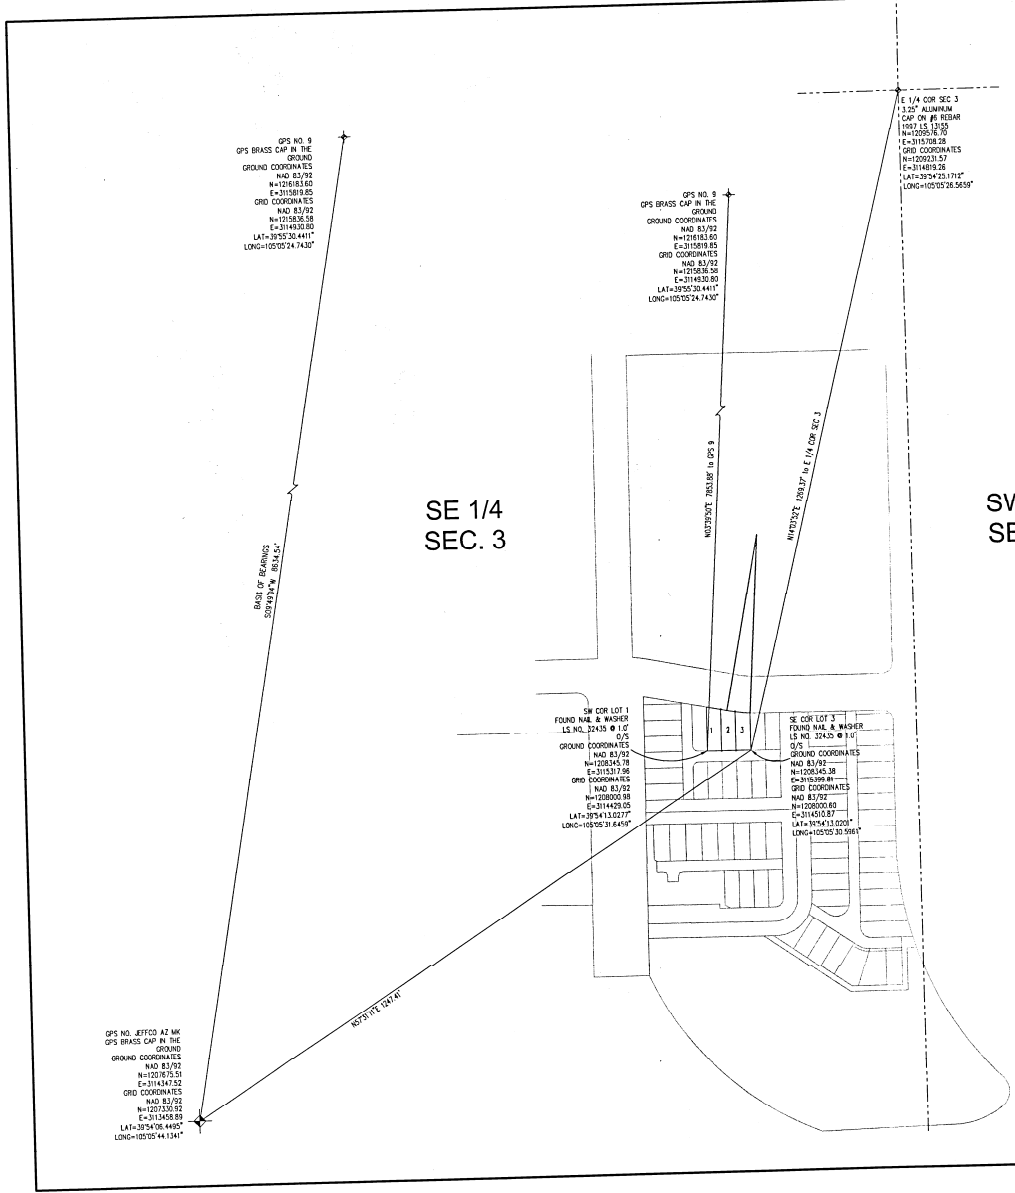 E 1/4 COR SEC 3
3.25" ALUMINUM
CAP ON #6 REBAR
1997 LS 13155
N=1209576.70
E=3115708.28
GRID COORDINATES
N=1209231.57
E=3114819.26
LAT=39°54'25.1712"
LONG=105°05'26.5659"
GPS NO. 9
GPS BRASS CAP IN THE
GROUND
GROUND COORDINATES
NAD 83/92
N=1216183.60
E=3115819.85
GRID COORDINATES
NAD 83/92
N=1215836.58
E=3114930.80
LAT=39°55'30.4411"
LONG=105°05'24.7430"
GPS NO. 9
GPS BRASS CAP IN THE
GROUND
GROUND COORDINATES
NAD 83/92
N=1216183.60
E=3115819.85
GRID COORDINATES
NAD 83/92
N=1215836.58
E=3114930.80
LAT=39°55'30.4411"
LONG=105°05'24.7430"
N03°39'50"E 7853.88' to GPS 9
N14°03'52"E 1269.37' to E 1/4 COR SEC 3
SE 1/4
SEC. 3
SW
SE
BASIS OF BEARINGS
S09°49'14"W 8634.54'
SW COR LOT 1
FOUND NAIL & WASHER
LS NO. 32435 @ 1.0'
O/S
GROUND COORDINATES
NAD 83/92
N=1208345.78
E=3115317.96
GRID COORDINATES
NAD 83/92
N=1208000.98
E=3114429.05
LAT=39°54'13.0277"
LONG=105°05'31.6459"
1 2 3
SE COR LOT 3
FOUND NAIL & WASHER
LS NO. 32435 @ 1.0'
O/S
GROUND COORDINATES
NAD 83/92
N=1208345.38
E=3115399.81
GRID COORDINATES
NAD 83/92
N=1208000.60
E=3114510.87
LAT=39°54'13.0201"
LONG=105°05'30.5961"
N57°31'11"E 1247.41'
GPS NO. JEFFCO AZ MK
GPS BRASS CAP IN THE
GROUND
GROUND COORDINATES
NAD 83/92
N=1207675.51
E=3114347.52
GRID COORDINATES
NAD 83/92
N=1207330.92
E=3113458.89
LAT=39°54'06.4495"
LONG=105°05'44.1341"